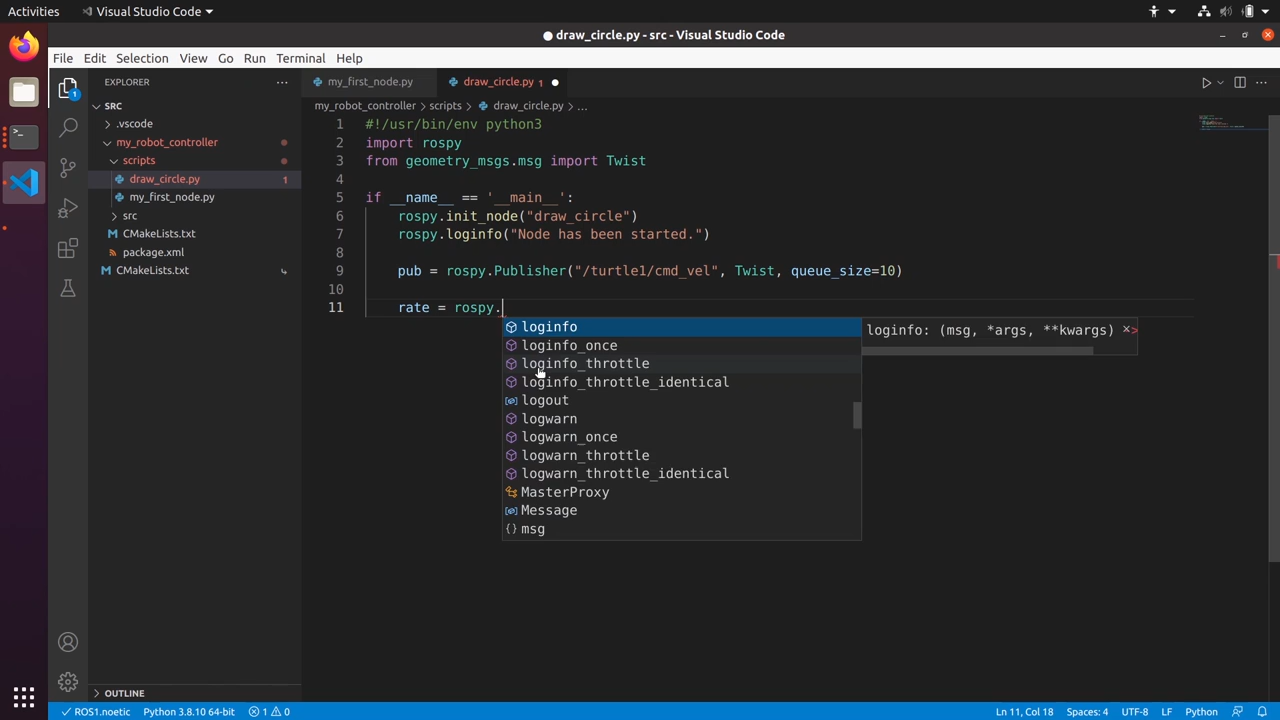 Activities
Visual Studio Code
draw_circle.py - src - Visual Studio Code
File Edit Selection View Go Run Terminal Help
EXPLORER
SRC
.vscode
my_robot_controller
scripts
draw_circle.py 1
my_first_node.py
src
CMakeLists.txt
package.xml
CMakeLists.txt
OUTLINE
1
my_first_node.py
draw_circle.py 1
my_robot_controller > scripts > draw_circle.py > ...
1 #!/usr/bin/env python3
2 import rospy
3 from geometry_msgs.msg import Twist
4
5 if __name__ == '__main__':
6 rospy.init_node("draw_circle")
7 rospy.loginfo("Node has been started.")
8
9 pub = rospy.Publisher("/turtle1/cmd_vel", Twist, queue_size=10)
10
11 rate = rospy.
loginfo
loginfo_once
loginfo_throttle
loginfo_throttle_identical
logout
logwarn
logwarn_once
logwarn_throttle
logwarn_throttle_identical
MasterProxy
Message
msg
loginfo: (msg, *args, **kwargs)
ROS1.noetic Python 3.8.10 64-bit 1 0 Ln 11, Col 18 Spaces: 4 UTF-8 LF Python